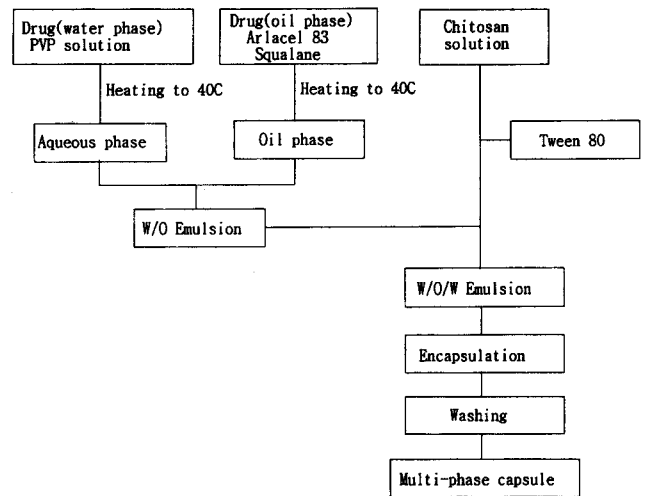 Drug(water phase)
PVP solution
Drug(oil phase)
Arlacel 83
Squalane
Chitosan
solution
Heating to 40C
Heating to 40C
Aqueous phase
Oil phase
Tween 80
W/O Emulsion
W/O/W Emulsion
Encapsulation
Washing
Multi-phase capsule